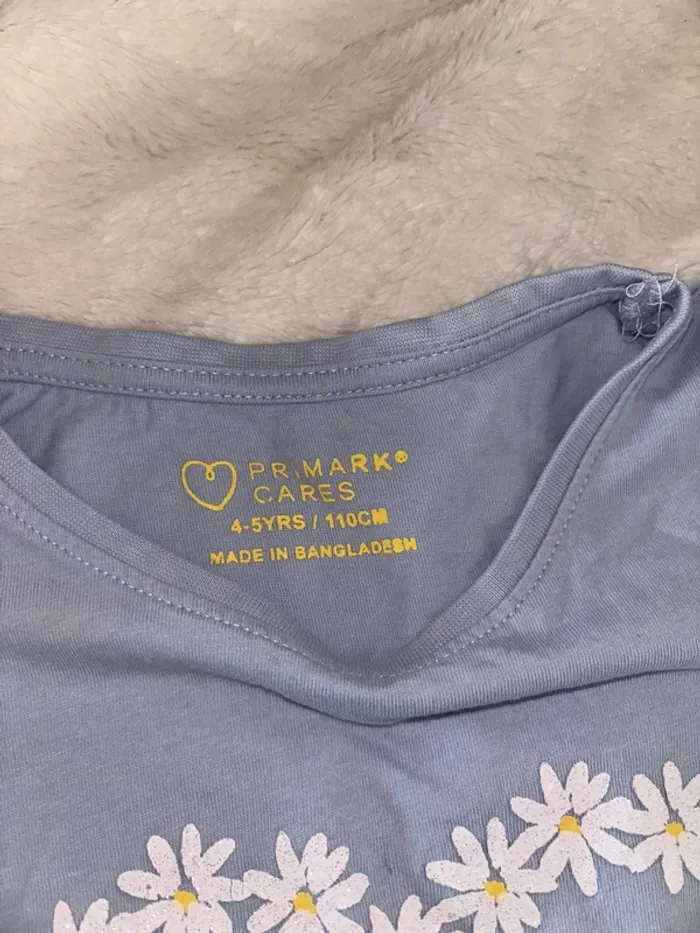 PRIMARK®
CARES
4-5YRS / 110CM
MADE IN BANGLADESH